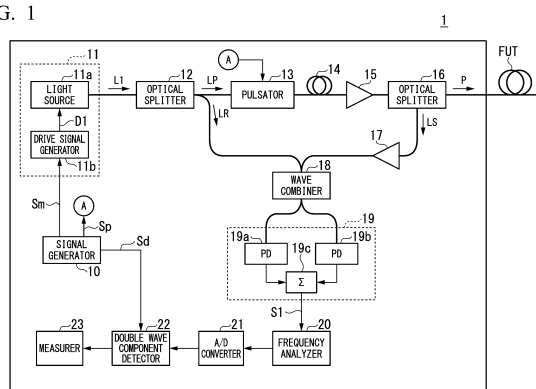 G. 1
1
11
11a
LIGHT
SOURCE
D1
DRIVE SIGNAL
GENERATOR
11b
L1
12
OPTICAL
SPLITTER
LP
LR
A
13
PULSATOR
14
15
16
OPTICAL
SPLITTER
P
FUT
LS
17
18
WAVE
COMBINER
Sm
A
Sp
Sd
SIGNAL
GENERATOR
10
19
19a
PD
19c
Σ
19b
PD
S1
23
MEASURER
22
DOUBLE WAVE
COMPONENT
DETECTOR
21
A/D
CONVERTER
20
FREQUENCY
ANALYZER